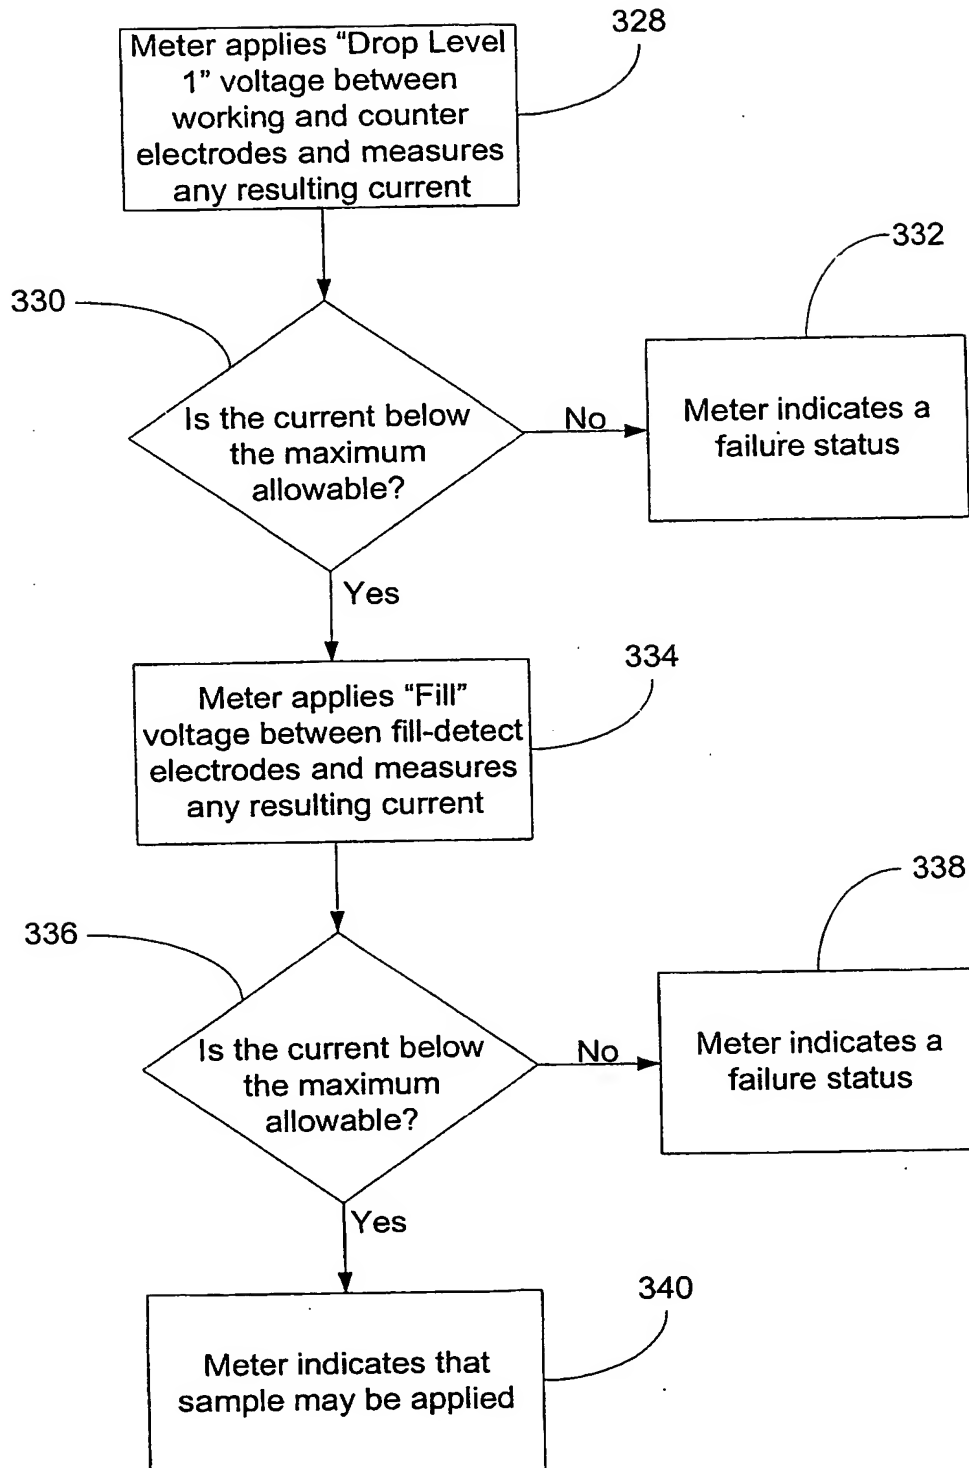 328
Meter applies “Drop Level
1” voltage between
working and counter
electrodes and measures
any resulting current
332
330
Is the current below
the maximum
allowable?
No
Meter indicates a
failure status
Yes
334
Meter applies “Fill”
voltage between fill-detect
electrodes and measures
any resulting current
338
336
Is the current below
the maximum
allowable?
No
Meter indicates a
failure status
Yes
340
Meter indicates that
sample may be applied